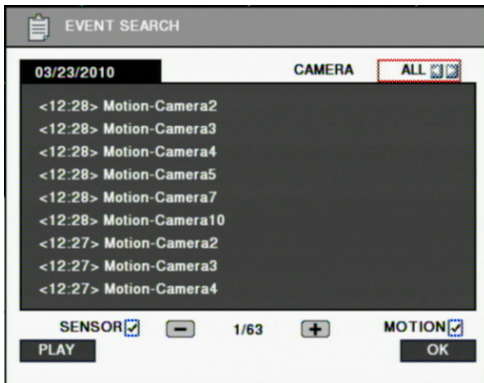 EVENT SEARCH
03/23/2010 CAMERA ALL
<12:28> Motion-Camera2
<12:28> Motion-Camera3
<12:28> Motion-Camera4
<12:28> Motion-Camera5
<12:28> Motion-Camera7
<12:28> Motion-Camera10
<12:27> Motion-Camera2
<12:27> Motion-Camera3
<12:27> Motion-Camera4
SENSOR 1/63 MOTION
PLAY OK